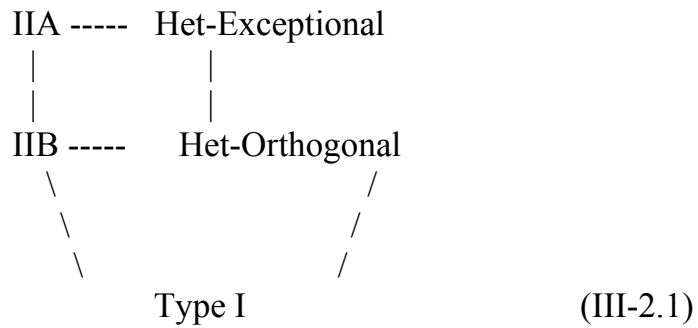 IIA ----- Het-Exceptional
| |
| |
IIB ----- Het-Orthogonal
\ /
\ /
\ /
\ /
Type I (III-2.1)